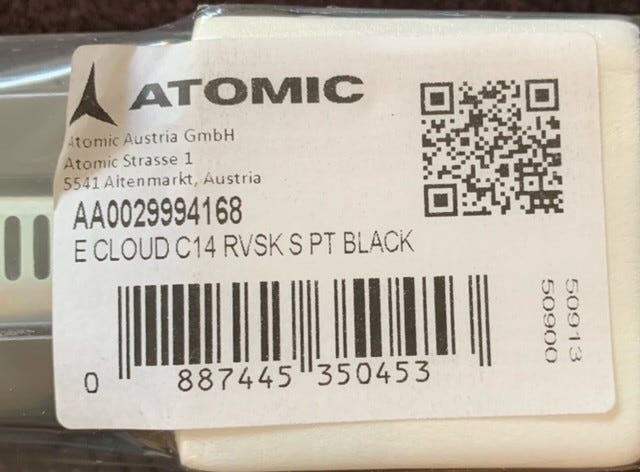 ATOMIC
Atomic Austria GmbH
Atomic Strasse 1
5541 Altenmarkt, Austria
AA0029994168
E CLOUD C14 RVSK S PT BLACK
0 887445 350453
50913
50900